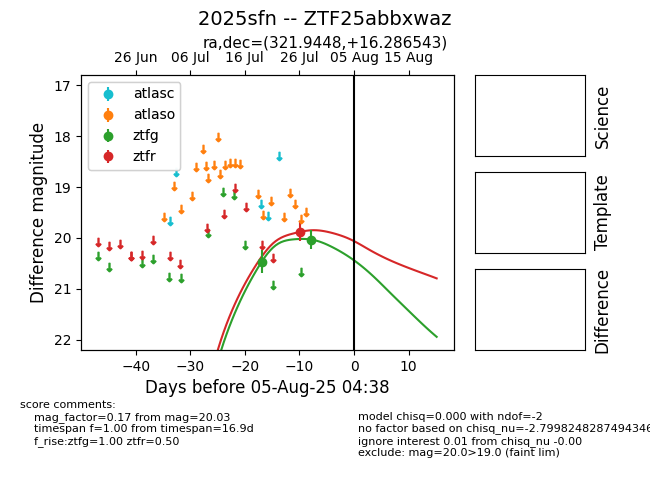 2025sfn -- ZTF25abbxwaz
ra,dec=(321.9448,+16.286543)
26 Jun 06 Jul 16 Jul 26 Jul 05 Aug 15 Aug
17
18
19
20
21
22
Difference magnitude
atlasc
atlaso
ztfg
ztfr
−40 −30 −20 −10 0 10
Days before 05-Aug-25 04:38
Science
Template
Difference
score comments:
mag_factor=0.17 from mag=20.03
timespan f=1.00 from timespan=16.9d
f_rise:ztfg=1.00 ztfr=0.50
model chisq=0.000 with ndof=-2
no factor based on chisq_nu=-2.7998248287494346
ignore interest 0.01 from chisq_nu -0.00
exclude: mag=20.0>19.0 (faint lim)